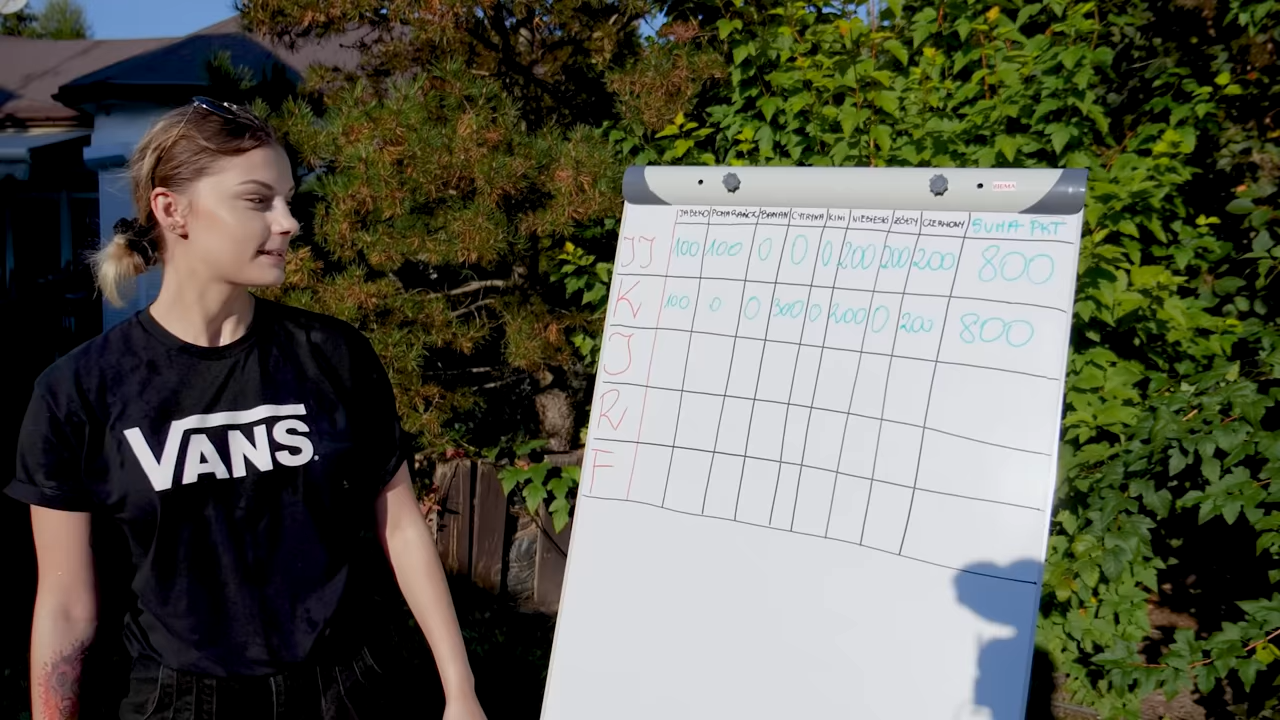 VANS
JABŁKO POMARAŃCZ BANAN CYTRYNA KIWI NIEBIESKI ŻÓŁTY CZERWONY SUMA PKT
JJ 100 100 0 0 0 200 200 200 800
K 100 0 0 300 0 200 0 200 800
J
R
F